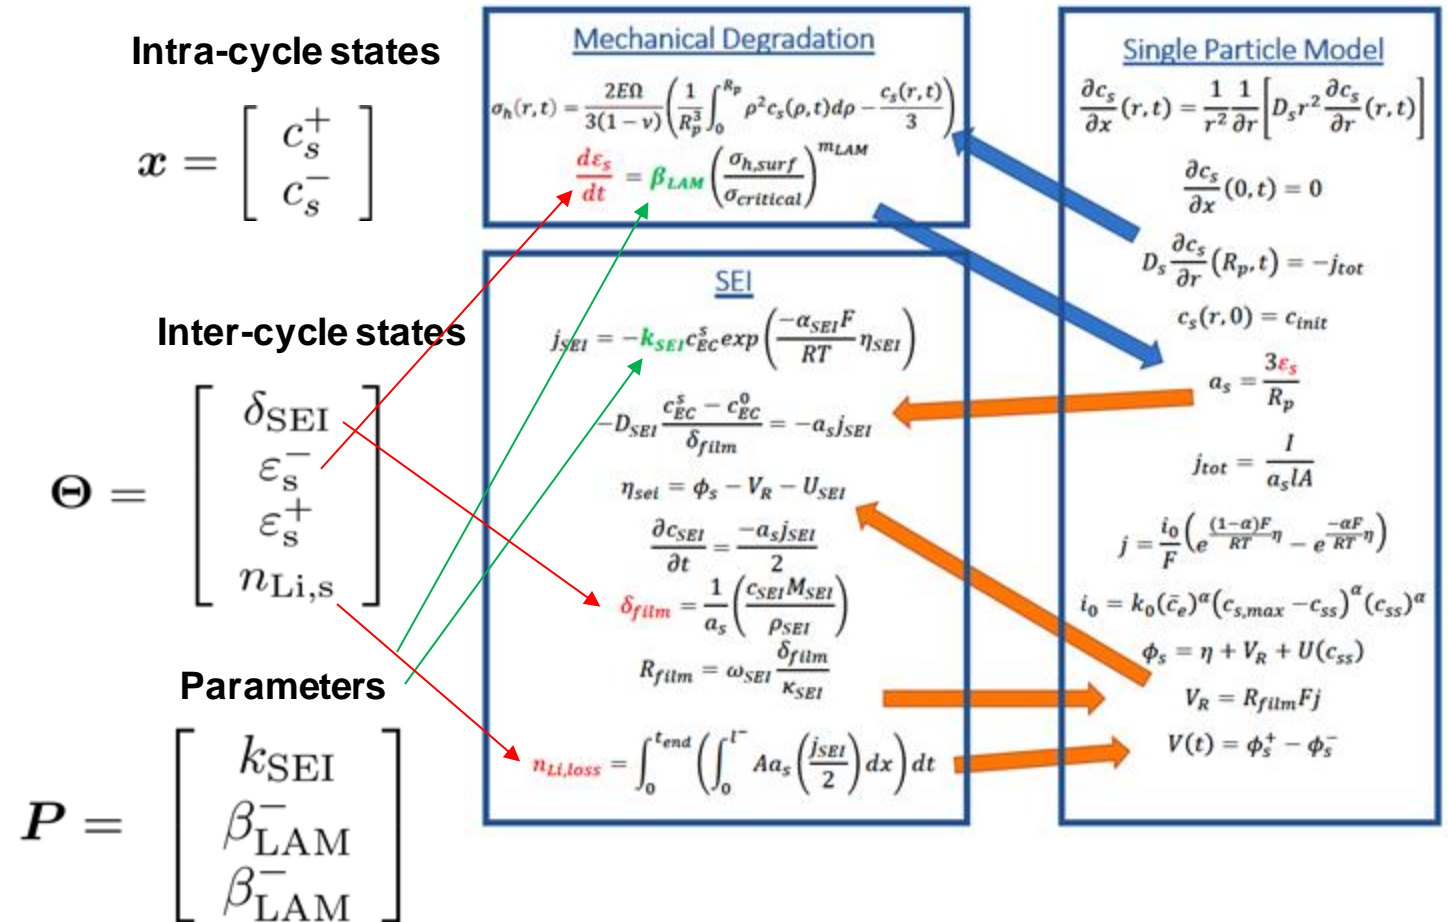 Intra-cycle states
x = [ c_s^+
c_s^- ]
Inter-cycle states
Θ = [ δ_SEI
ε_s^-
ε_s^+
n_Li,s ]
Parameters
P = [ k_SEI
β_LAM^-
β_LAM^- ]
Mechanical Degradation
σ_h(r,t) = 2EΩ/3(1 − ν) (1/R_p^3 ∫_0^{R_p} ρ^2 c_s(ρ,t)dρ − c_s(r,t)/3)
dε_s/dt = β_LAM (σ_h,surf/σ_critical)^{m_LAM}
SEI
j_SEI = −k_SEI c_EC^s exp(−α_SEI F/RT η_SEI)
−D_SEI (c_EC^s − c_EC^0)/δ_film = −a_s j_SEI
η_sei = ϕ_s − V_R − U_SEI
∂c_SEI/∂t = −a_s j_SEI/2
δ_film = 1/a_s (c_SEI M_SEI/ρ_SEI)
R_film = ω_SEI δ_film/κ_SEI
n_Li,loss = ∫_0^{t_end} (∫_0^{l^-} Aa_s (j_SEI/2) dx) dt
Single Particle Model
∂c_s/∂x (r,t) = 1/r^2 1/∂r [D_s r^2 ∂c_s/∂r (r,t)]
∂c_s/∂x (0,t) = 0
D_s ∂c_s/∂r (R_p,t) = −j_tot
c_s(r,0) = c_init
a_s = 3ε_s/R_p
j_tot = I/a_s lA
j = i_0/F (e^{(1−α)F/RT η} − e^{−αF/RT η})
i_0 = k_0(c̄_e)^α (c_s,max − c_ss)^α (c_ss)^α
ϕ_s = η + V_R + U(c_ss)
V_R = R_film Fj
V(t) = ϕ_s^+ − ϕ_s^-